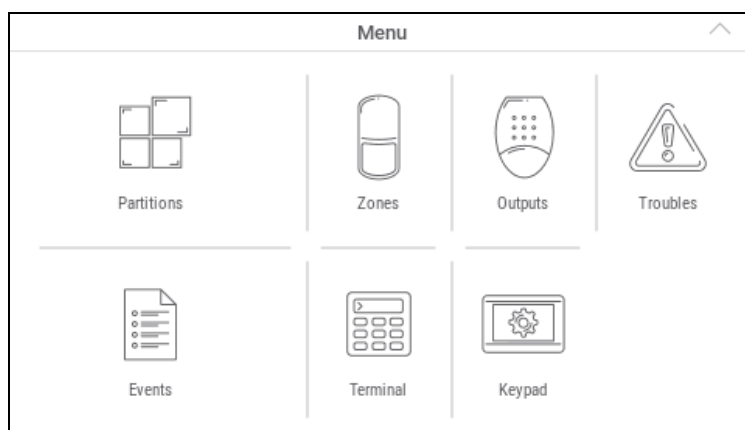 Menu
Partitions
Zones
Outputs
Troubles
Events
Terminal
Keypad